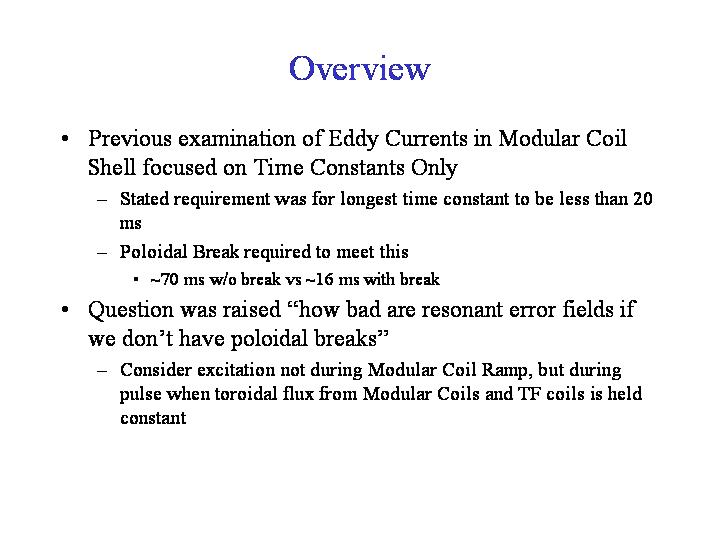 Overview
• Previous examination of Eddy Currents in Modular Coil
Shell focused on Time Constants Only
– Stated requirement was for longest time constant to be less than 20
ms
– Poloidal Break required to meet this
• ~70 ms w/o break vs ~16 ms with break
• Question was raised “how bad are resonant error fields if
we don’t have poloidal breaks”
– Consider excitation not during Modular Coil Ramp, but during
pulse when toroidal flux from Modular Coils and TF coils is held
constant